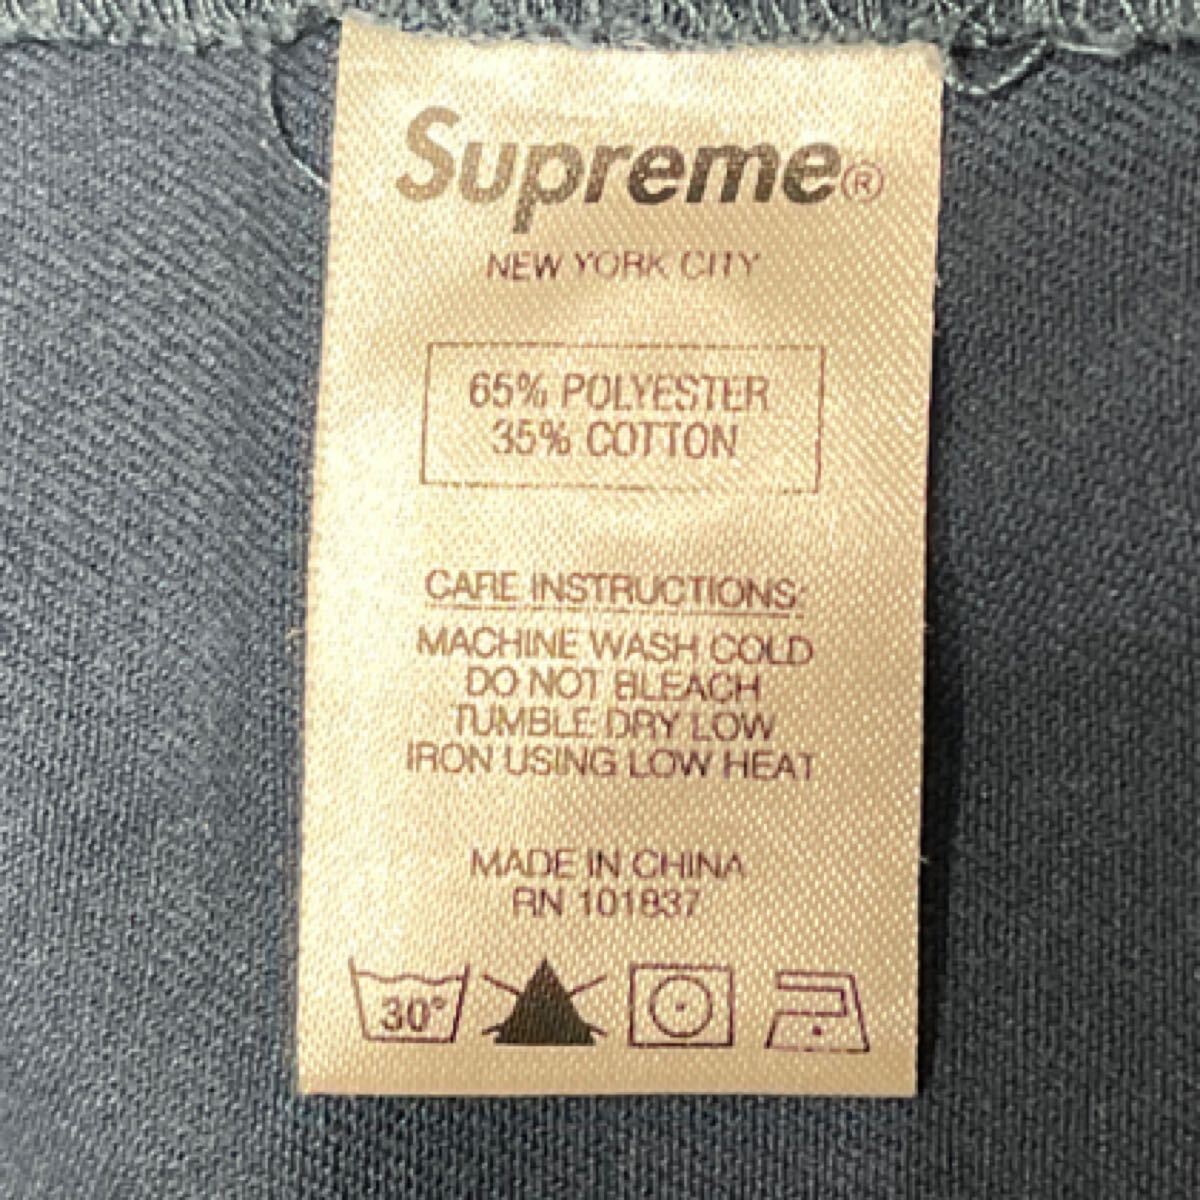 Supreme®
NEW YORK CITY
65% POLYESTER
35% COTTON
CARE INSTRUCTIONS:
MACHINE WASH COLD
DO NOT BLEACH
TUMBLE DRY LOW
IRON USING LOW HEAT
MADE IN CHINA
RN 101837
30°